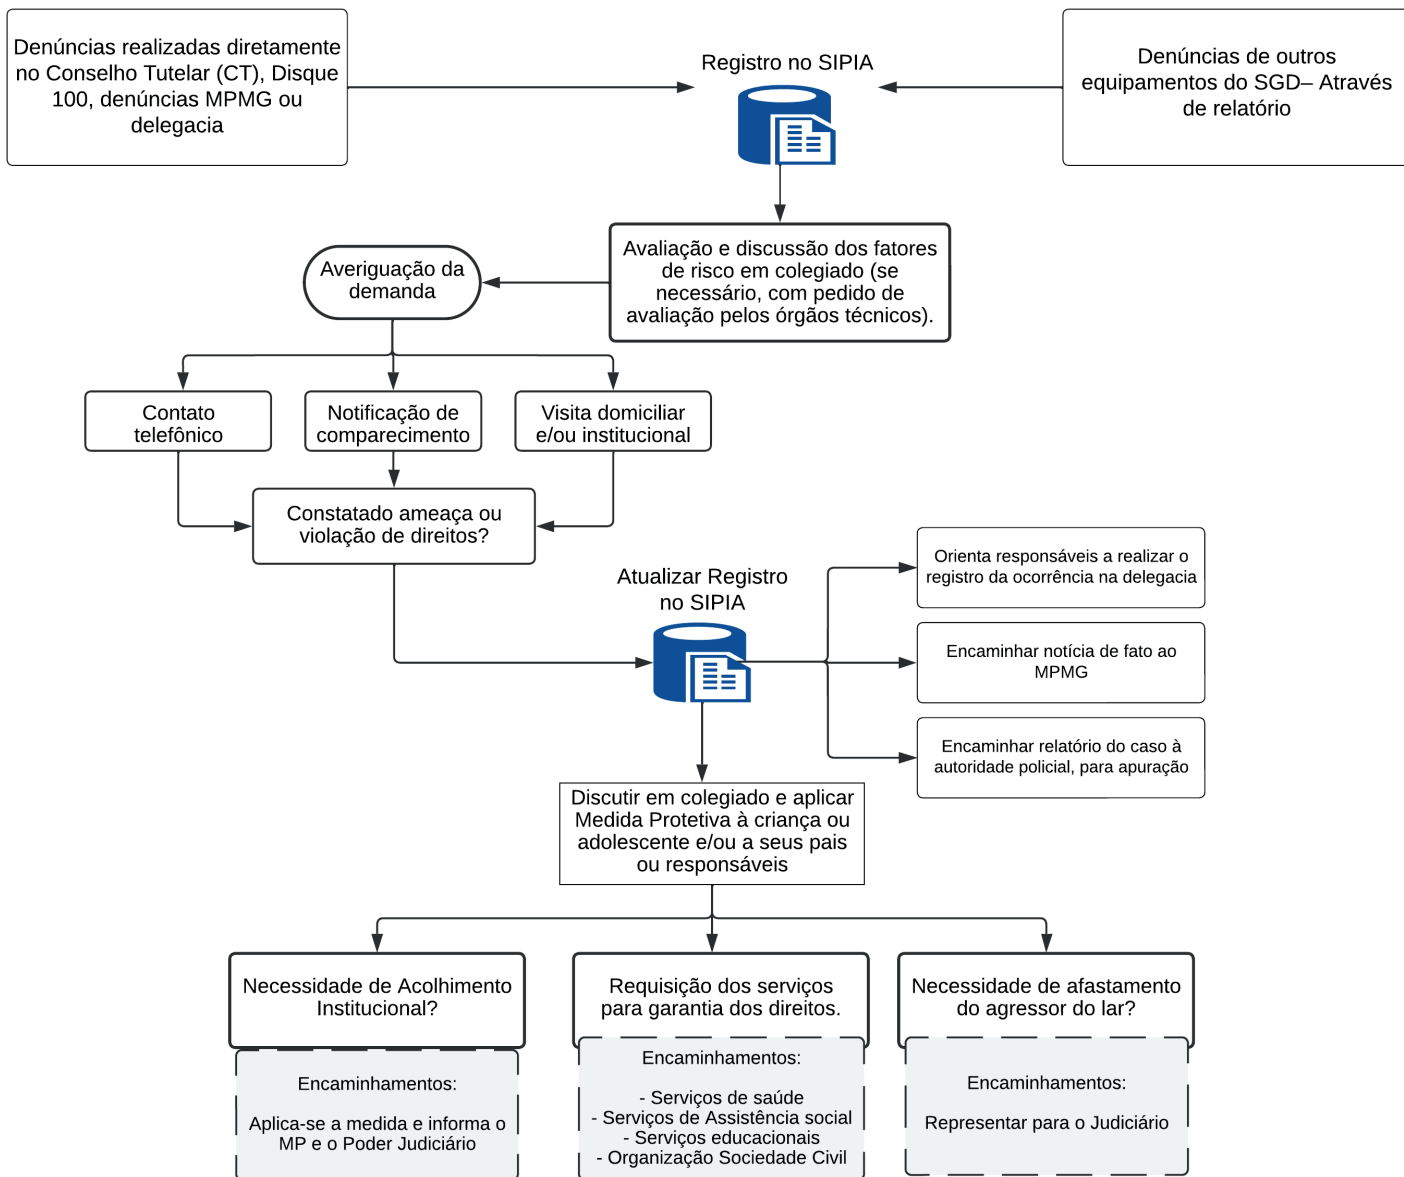 Denúncias realizadas diretamente
no Conselho Tutelar (CT), Disque
100, denúncias MPMG ou
delegacia
Registro no SIPIA
Denúncias de outros
equipamentos do SGD– Através
de relatório
Avaliação e discussão dos fatores
de risco em colegiado (se
necessário, com pedido de
avaliação pelos órgãos técnicos).
Averiguação da
demanda
Contato
telefônico
Notificação de
comparecimento
Visita domiciliar
e/ou institucional
Constatado ameaça ou
violação de direitos?
Atualizar Registro
no SIPIA
Orienta responsáveis a realizar o
registro da ocorrência na delegacia
Encaminhar notícia de fato ao
MPMG
Encaminhar relatório do caso à
autoridade policial, para apuração
Discutir em colegiado e aplicar
Medida Protetiva à criança ou
adolescente e/ou a seus pais
ou responsáveis
Necessidade de Acolhimento
Institucional?
Encaminhamentos:
Aplica-se a medida e informa o
MP e o Poder Judiciário
Requisição dos serviços
para garantia dos direitos.
Encaminhamentos:
- Serviços de saúde
- Serviços de Assistência social
- Serviços educacionais
- Organização Sociedade Civil
Necessidade de afastamento
do agressor do lar?
Encaminhamentos:
Representar para o Judiciário